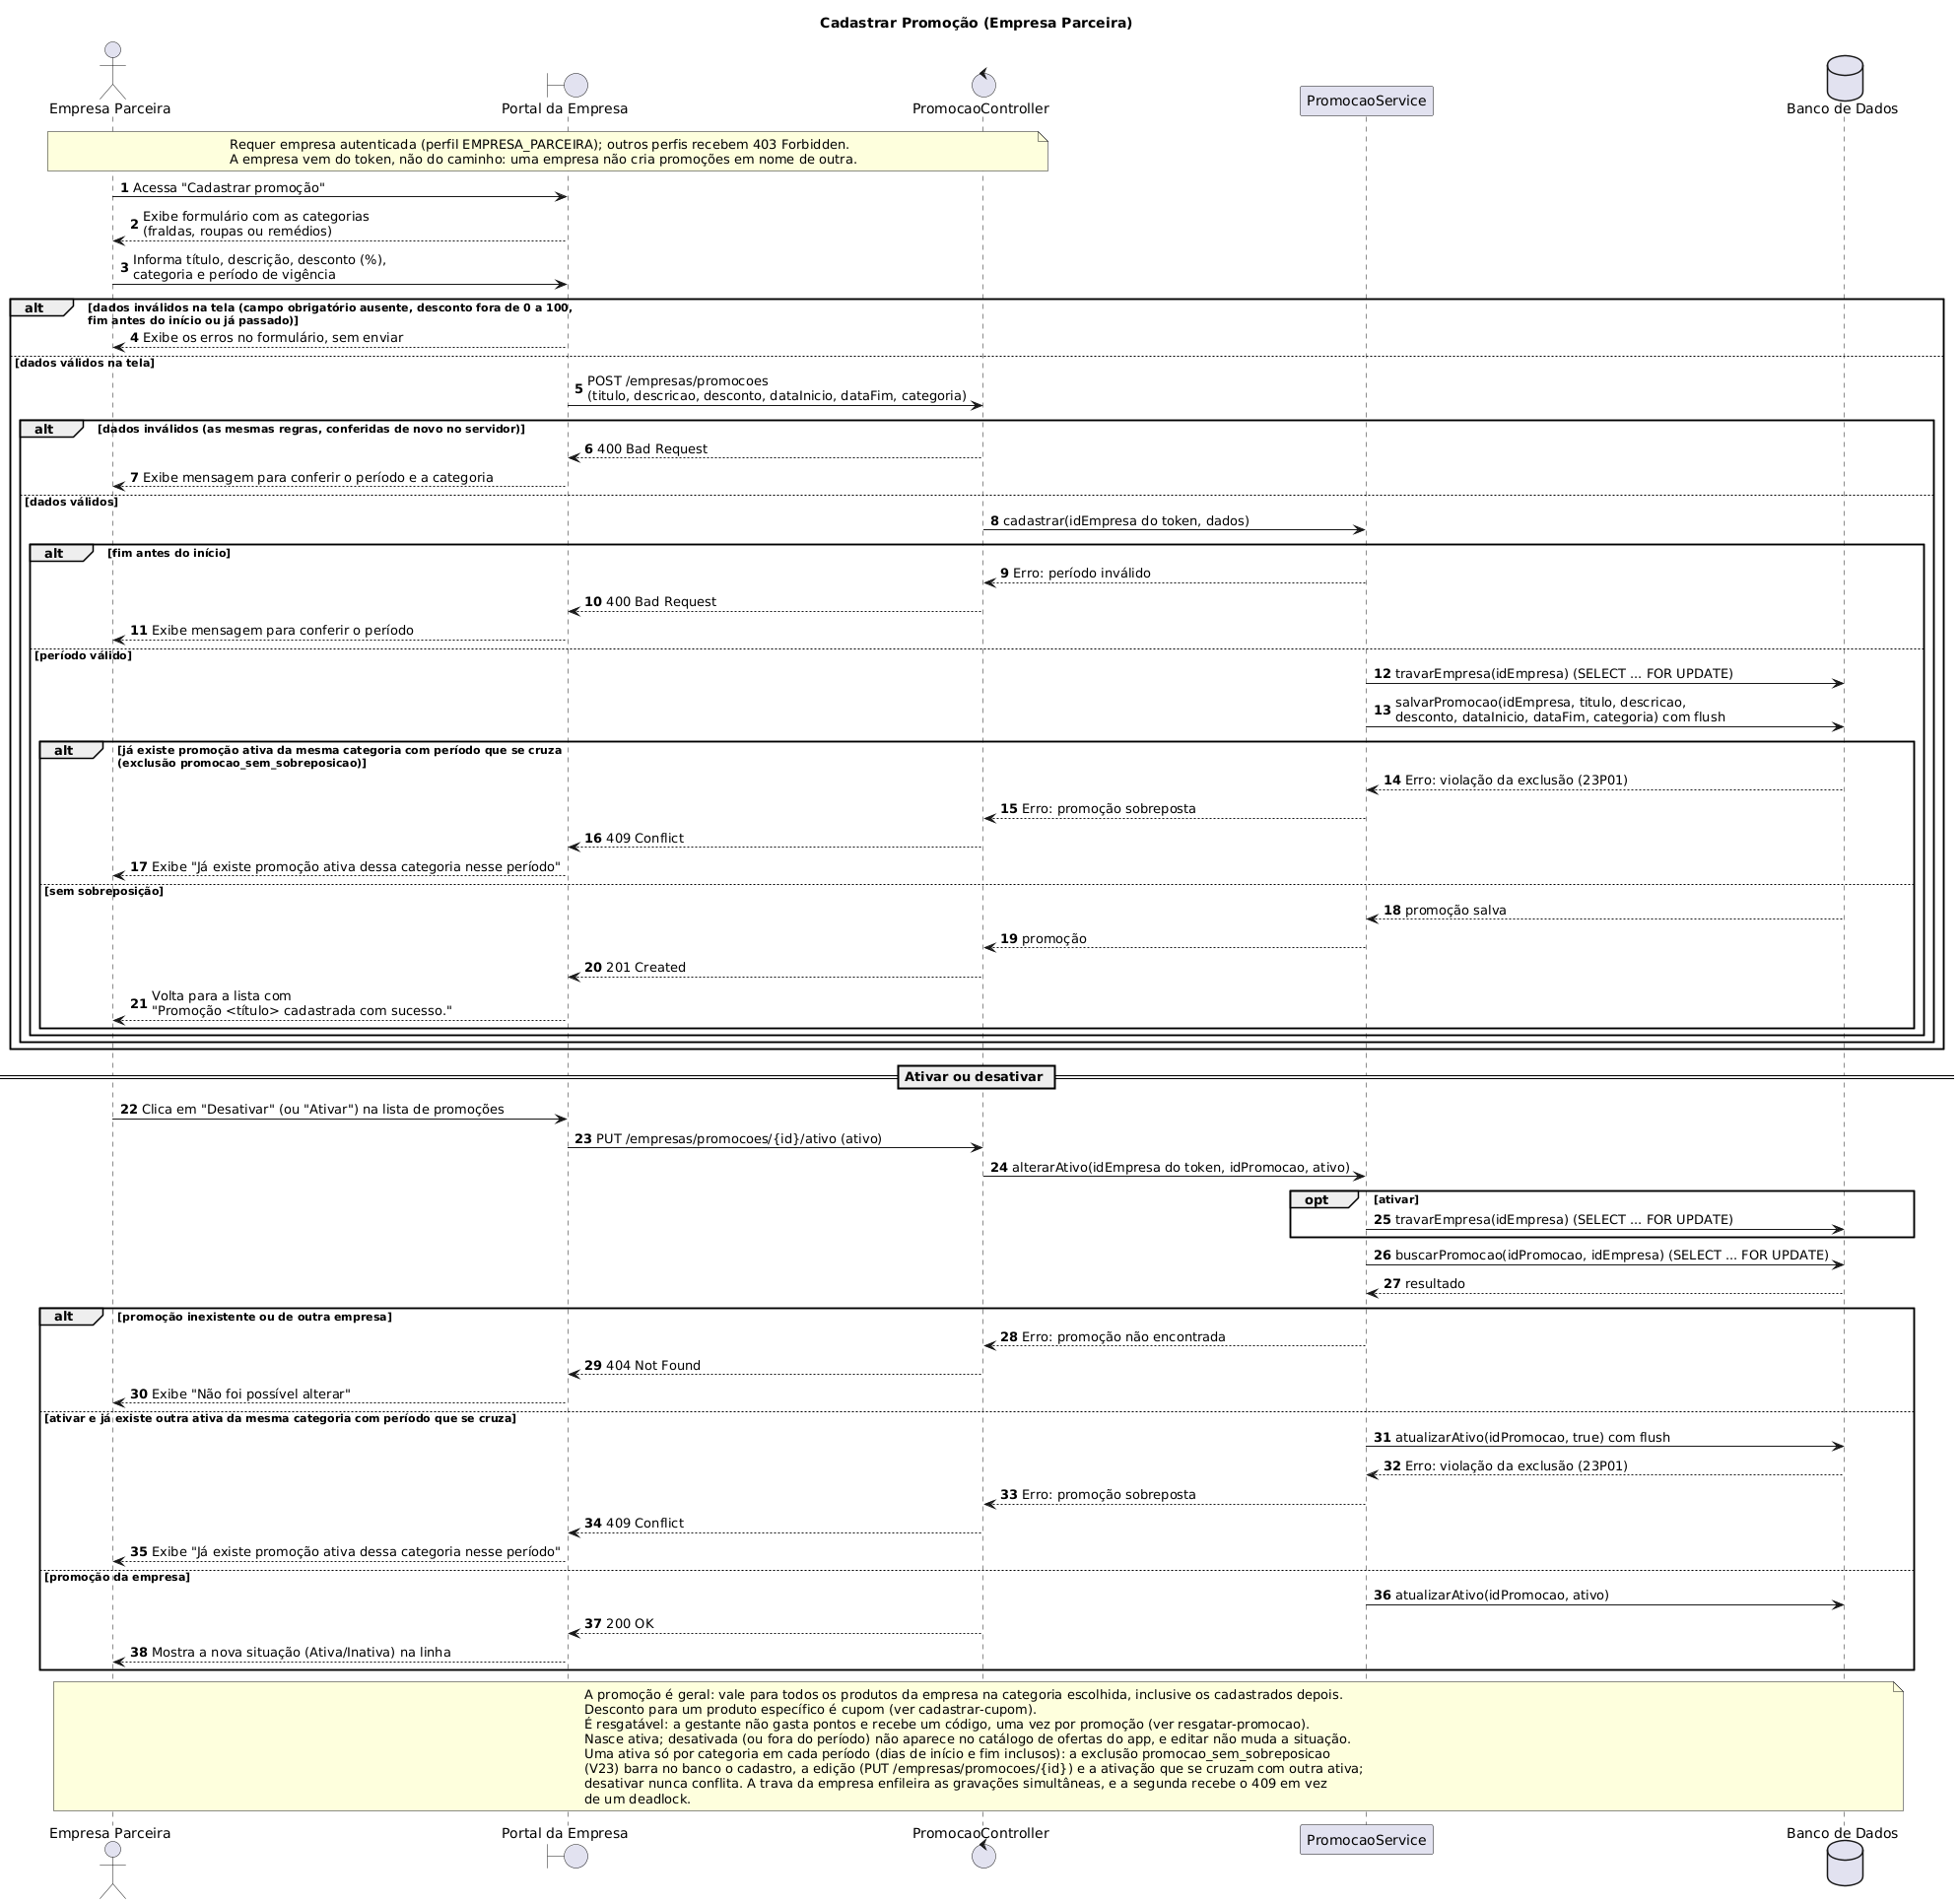 Cadastrar Promoção (Empresa Parceira)
Empresa Parceira
Portal da Empresa
PromocaoController
PromocaoService
Banco de Dados
Requer empresa autenticada (perfil EMPRESA_PARCEIRA); outros perfis recebem 403 Forbidden.
A empresa vem do token, não do caminho: uma empresa não cria promoções em nome de outra.
1 Acessa "Cadastrar promoção"
2 Exibe formulário com as categorias
(fraldas, roupas ou remédios)
3 Informa título, descrição, desconto (%),
categoria e período de vigência
alt [dados inválidos na tela (campo obrigatório ausente, desconto fora de 0 a 100,
fim antes do início ou já passado)]
4 Exibe os erros no formulário, sem enviar
[dados válidos na tela]
5 POST /empresas/promocoes
(titulo, descricao, desconto, dataInicio, dataFim, categoria)
alt [dados inválidos (as mesmas regras, conferidas de novo no servidor)]
6 400 Bad Request
7 Exibe mensagem para conferir o período e a categoria
[dados válidos]
8 cadastrar(idEmpresa do token, dados)
alt [fim antes do início]
9 Erro: período inválido
10 400 Bad Request
11 Exibe mensagem para conferir o período
[período válido]
12 travarEmpresa(idEmpresa) (SELECT ... FOR UPDATE)
13 salvarPromocao(idEmpresa, titulo, descricao,
desconto, dataInicio, dataFim, categoria) com flush
alt [já existe promoção ativa da mesma categoria com período que se cruza
(exclusão promocao_sem_sobreposicao)]
14 Erro: violação da exclusão (23P01)
15 Erro: promoção sobreposta
16 409 Conflict
17 Exibe "Já existe promoção ativa dessa categoria nesse período"
[sem sobreposição]
18 promoção salva
19 promoção
20 201 Created
21 Volta para a lista com
"Promoção <título> cadastrada com sucesso."
Ativar ou desativar
22 Clica em "Desativar" (ou "Ativar") na lista de promoções
23 PUT /empresas/promocoes/{id}/ativo (ativo)
24 alterarAtivo(idEmpresa do token, idPromocao, ativo)
opt [ativar]
25 travarEmpresa(idEmpresa) (SELECT ... FOR UPDATE)
26 buscarPromocao(idPromocao, idEmpresa) (SELECT ... FOR UPDATE)
27 resultado
alt [promoção inexistente ou de outra empresa]
28 Erro: promoção não encontrada
29 404 Not Found
30 Exibe "Não foi possível alterar"
[ativar e já existe outra ativa da mesma categoria com período que se cruza]
31 atualizarAtivo(idPromocao, true) com flush
32 Erro: violação da exclusão (23P01)
33 Erro: promoção sobreposta
34 409 Conflict
35 Exibe "Já existe promoção ativa dessa categoria nesse período"
[promoção da empresa]
36 atualizarAtivo(idPromocao, ativo)
37 200 OK
38 Mostra a nova situação (Ativa/Inativa) na linha
A promoção é geral: vale para todos os produtos da empresa na categoria escolhida, inclusive os cadastrados depois.
Desconto para um produto específico é cupom (ver cadastrar-cupom).
É resgatável: a gestante não gasta pontos e recebe um código, uma vez por promoção (ver resgatar-promocao).
Nasce ativa; desativada (ou fora do período) não aparece no catálogo de ofertas do app, e editar não muda a situação.
Uma ativa só por categoria em cada período (dias de início e fim inclusos): a exclusão promocao_sem_sobreposicao
(V23) barra no banco o cadastro, a edição (PUT /empresas/promocoes/{id}) e a ativação que se cruzam com outra ativa;
desativar nunca conflita. A trava da empresa enfileira as gravações simultâneas, e a segunda recebe o 409 em vez
de um deadlock.
Empresa Parceira
Portal da Empresa
PromocaoController
PromocaoService
Banco de Dados